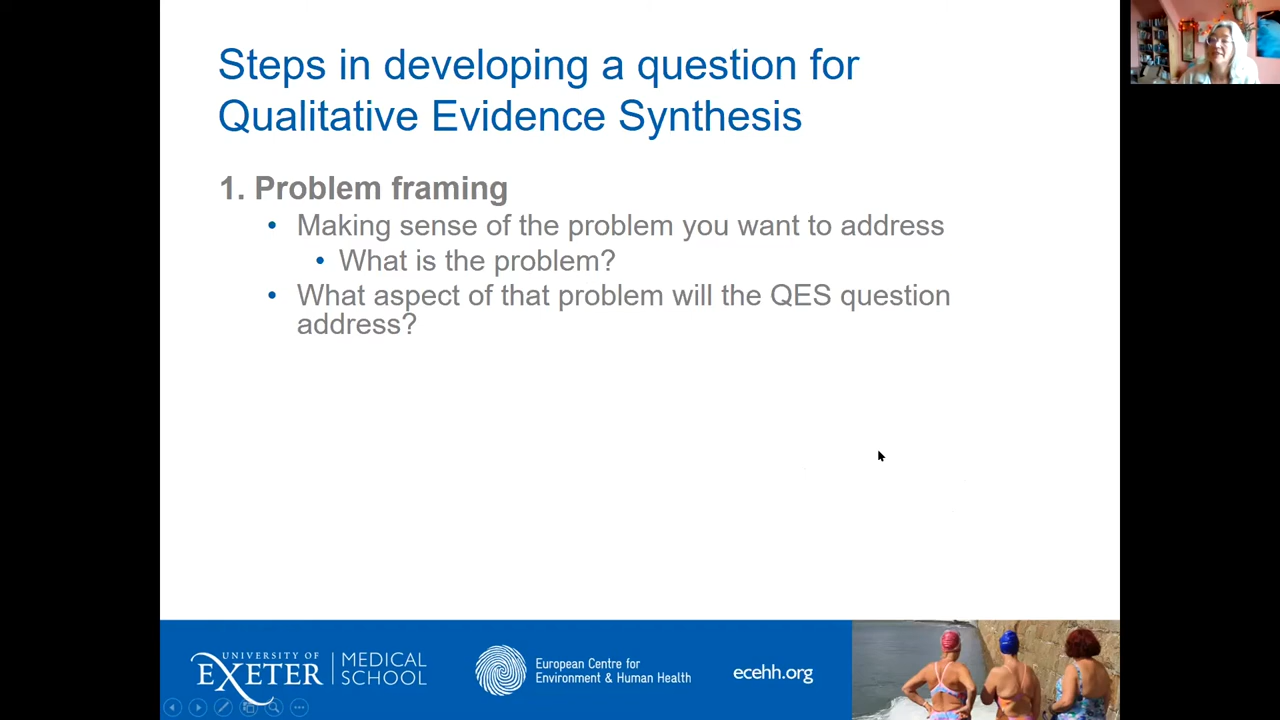 Steps in developing a question for
Qualitative Evidence Synthesis
1. Problem framing
• Making sense of the problem you want to address
• What is the problem?
• What aspect of that problem will the QES question
address?
UNIVERSITY OF
EXETER
MEDICAL
SCHOOL
European Centre for
Environment & Human Health
ecehh.org